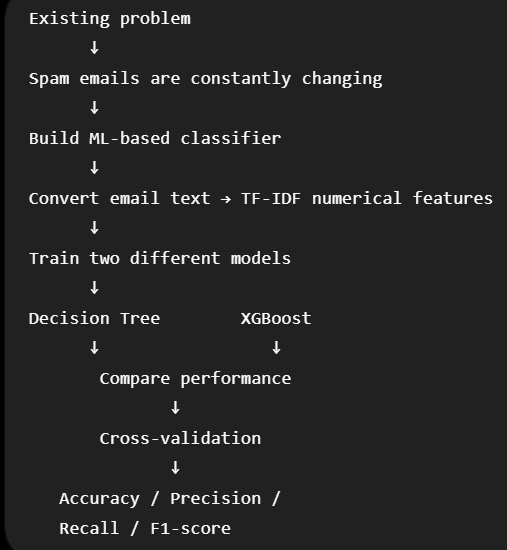 Existing problem
↓
Spam emails are constantly changing
↓
Build ML-based classifier
↓
Convert email text → TF-IDF numerical features
↓
Train two different models
↓
Decision Tree        XGBoost
↓                 ↓
Compare performance
↓
Cross-validation
↓
Accuracy / Precision /
Recall / F1-score